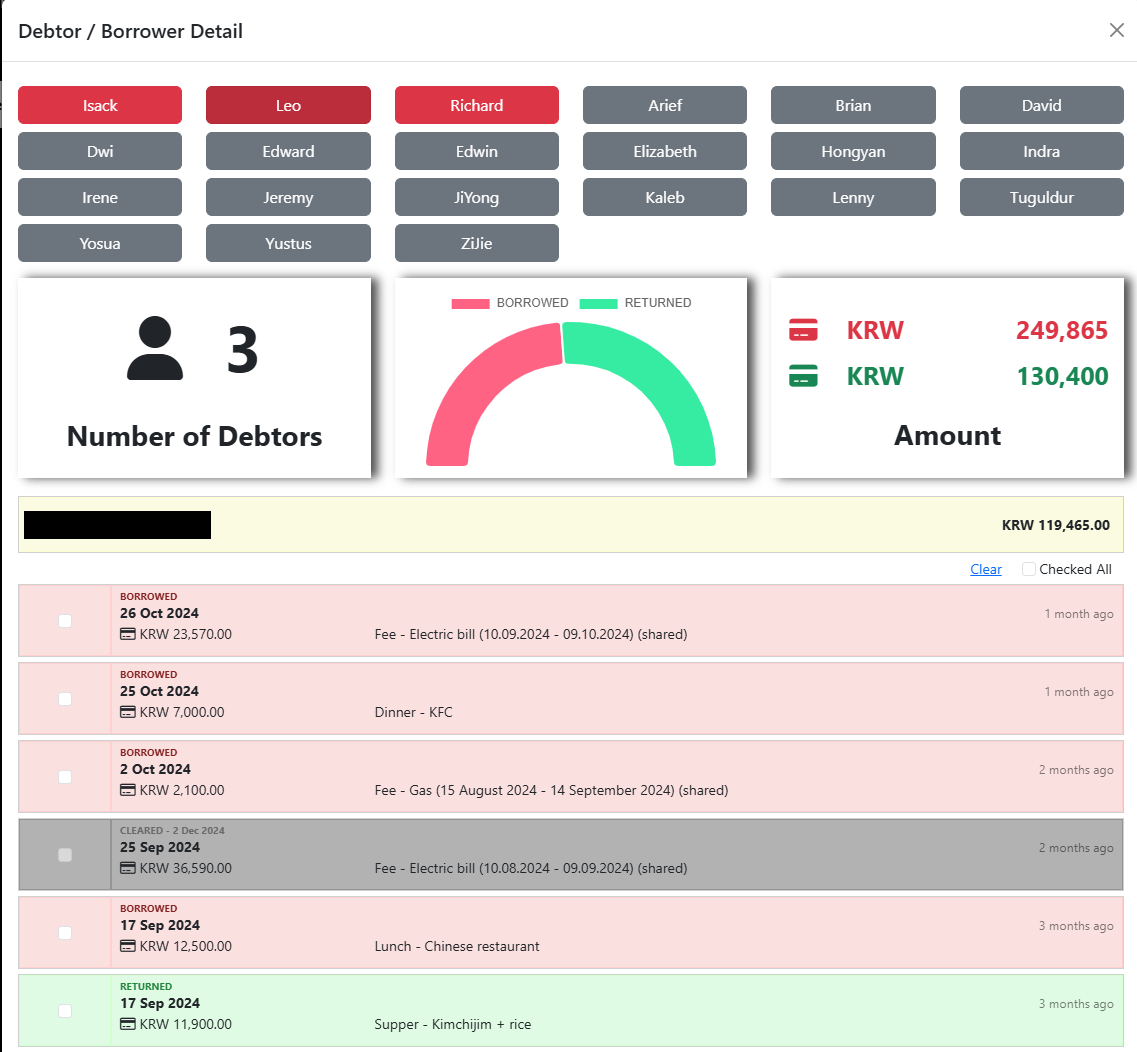 Debtor / Borrower Detail
Isack Leo Richard Arief Brian David
Dwi Edward Edwin Elizabeth Hongyan Indra
Irene Jeremy JiYong Kaleb Lenny Tuguldur
Yosua Yustus ZiJie
3
Number of Debtors
BORROWED RETURNED
KRW 249,865
KRW 130,400
Amount
KRW 119,465.00
Clear Checked All
BORROWED
26 Oct 2024
1 month ago
KRW 23,570.00 Fee - Electric bill (10.09.2024 - 09.10.2024) (shared)
BORROWED
25 Oct 2024
1 month ago
KRW 7,000.00 Dinner - KFC
BORROWED
2 Oct 2024
2 months ago
KRW 2,100.00 Fee - Gas (15 August 2024 - 14 September 2024) (shared)
CLEARED - 2 Dec 2024
25 Sep 2024
2 months ago
KRW 36,590.00 Fee - Electric bill (10.08.2024 - 09.09.2024) (shared)
BORROWED
17 Sep 2024
3 months ago
KRW 12,500.00 Lunch - Chinese restaurant
RETURNED
17 Sep 2024
3 months ago
KRW 11,900.00 Supper - Kimchijim + rice